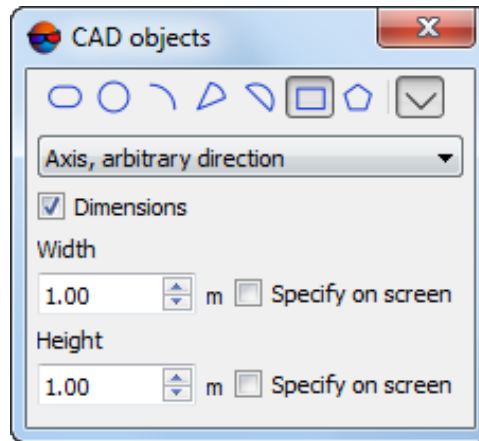 CAD objects
Axis, arbitrary direction
Dimensions
Width
1.00 m Specify on screen
Height
1.00 m Specify on screen